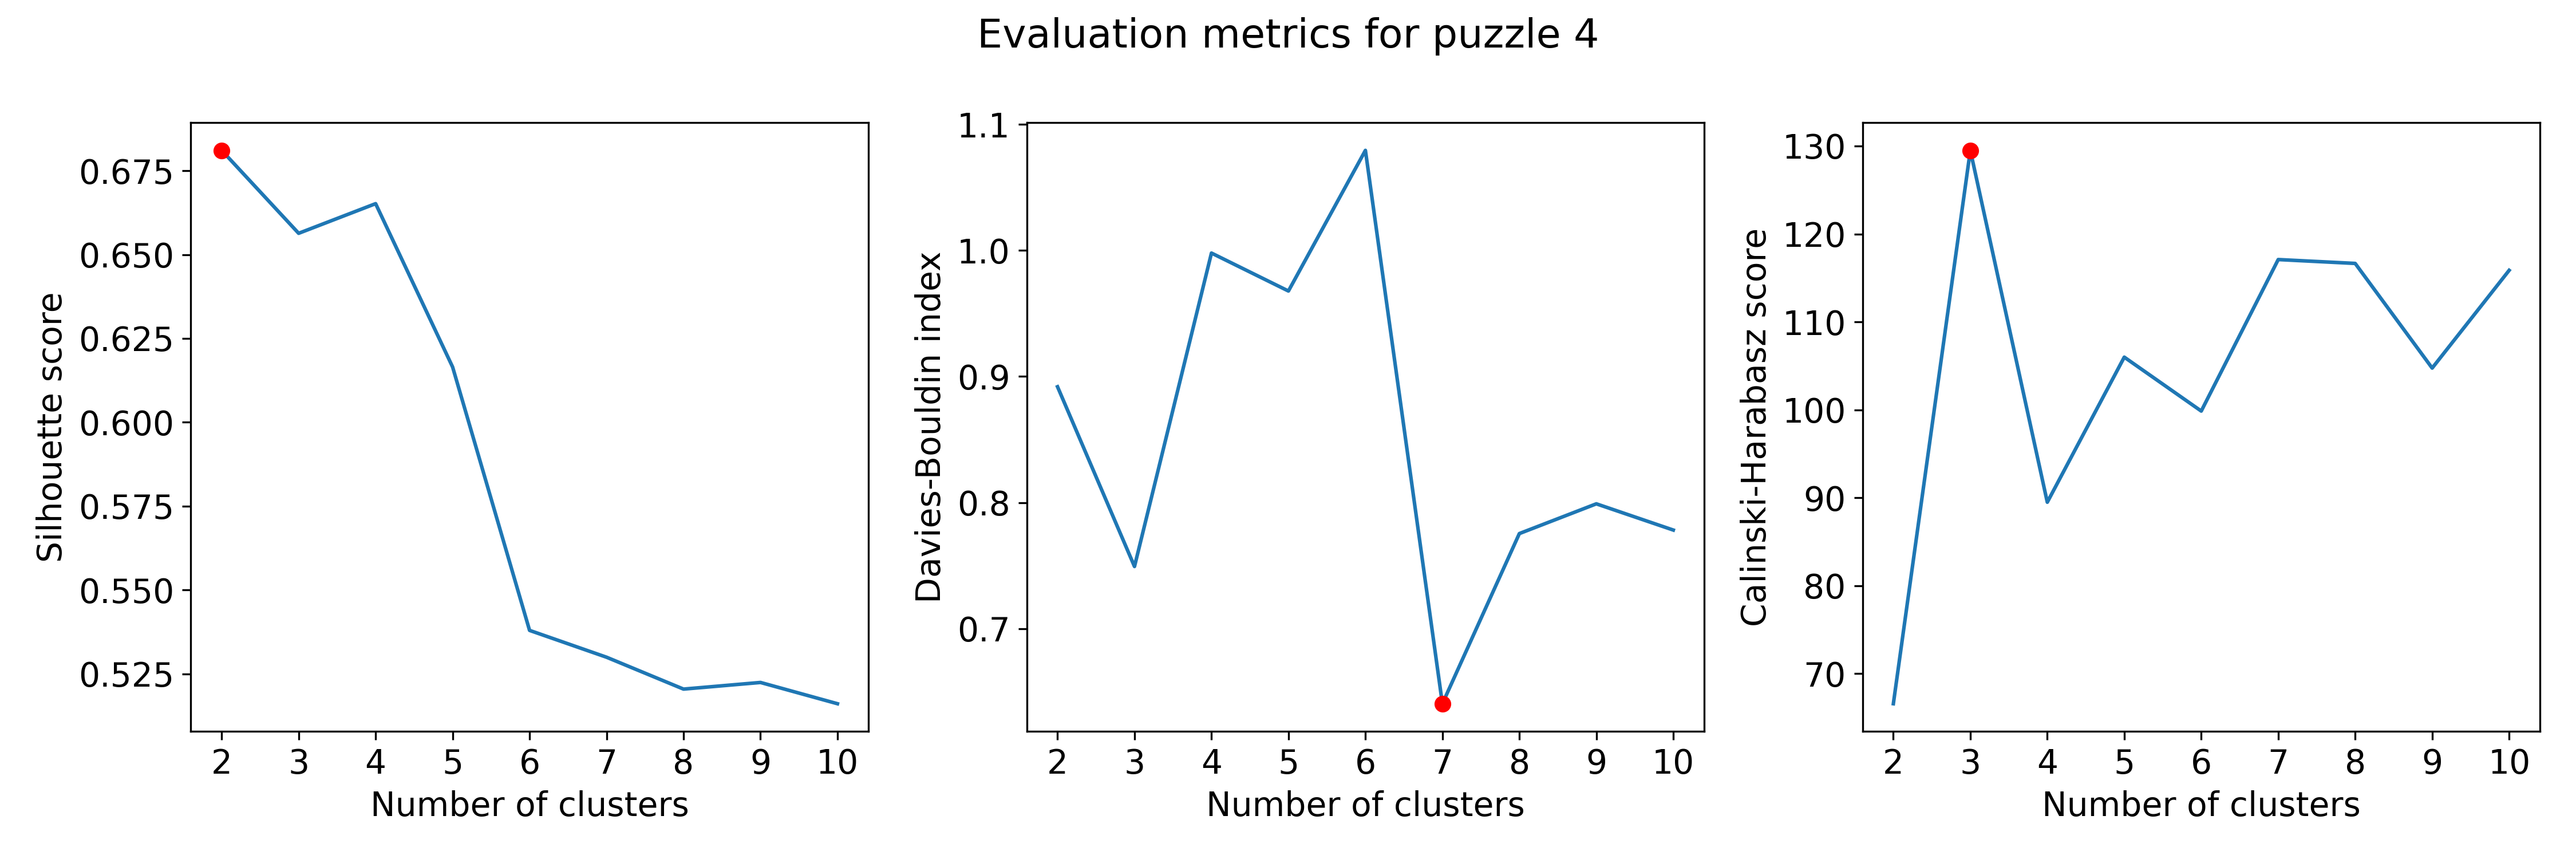 Evaluation metrics for puzzle 4
Silhouette score
0.675
0.650
0.625
0.600
0.575
0.550
0.525
2 3 4 5 6 7 8 9 10
Number of clusters
Davies-Bouldin index
1.1
1.0
0.9
0.8
0.7
2 3 4 5 6 7 8 9 10
Number of clusters
Calinski-Harabasz score
130
120
110
100
90
80
70
2 3 4 5 6 7 8 9 10
Number of clusters